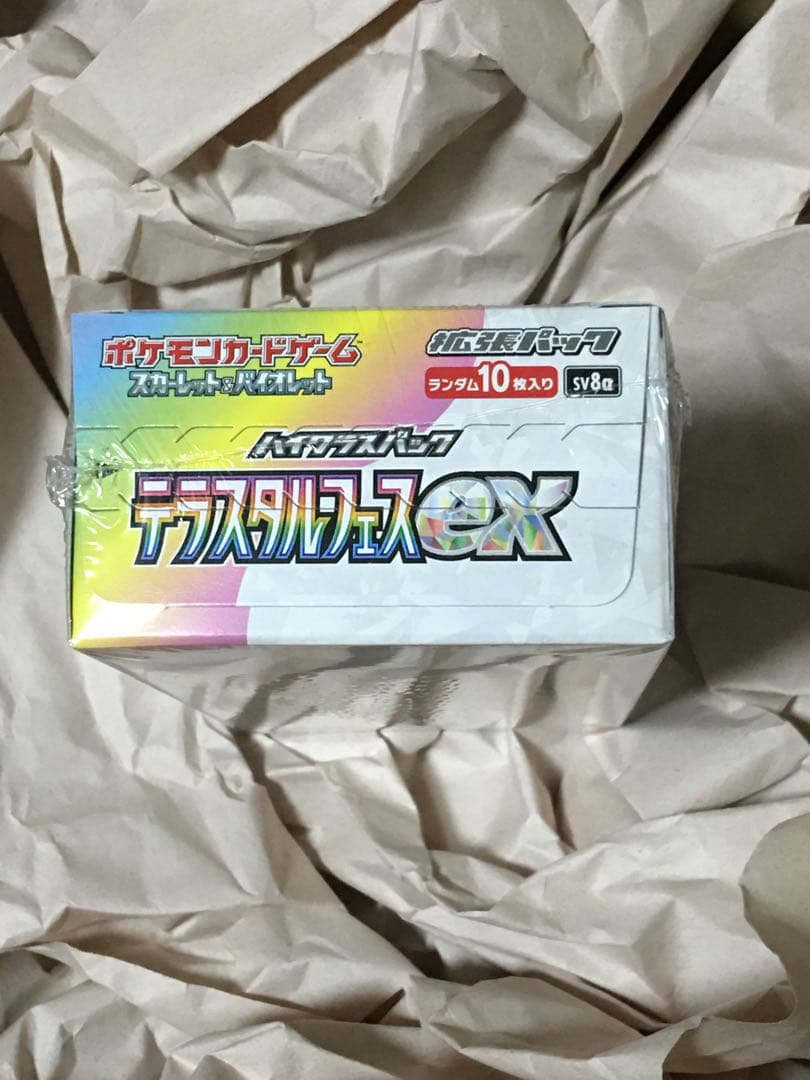 ポケモンカードゲーム™
スカーレット&バイオレット
拡張パック
ランダム10枚入り
SV8a
ハイクラスパック
テラスタルフェスex